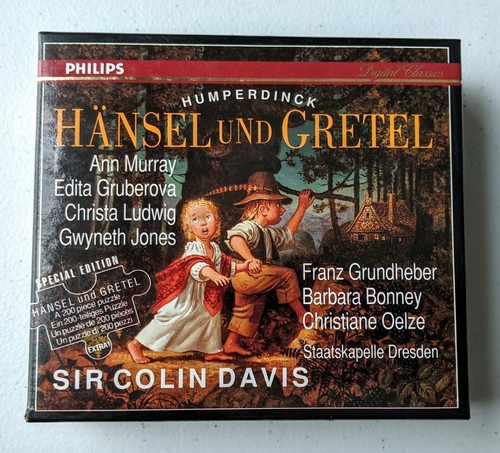 PHILIPS
Digital Classics
HUMPERDINCK
HÄNSEL UND GRETEL
Ann Murray
Edita Gruberova
Christa Ludwig
Gwyneth Jones
Franz Grundheber
Barbara Bonney
Christiane Oelze
Staatskapelle Dresden
SPECIAL EDITION
HÄNSEL und GRETEL
A 200 piece puzzle
Ein 200-teiliges Puzzle
Un puzzle de 200 pièces
Un puzzle di 200 pezzi
EXTRA!
SIR COLIN DAVIS